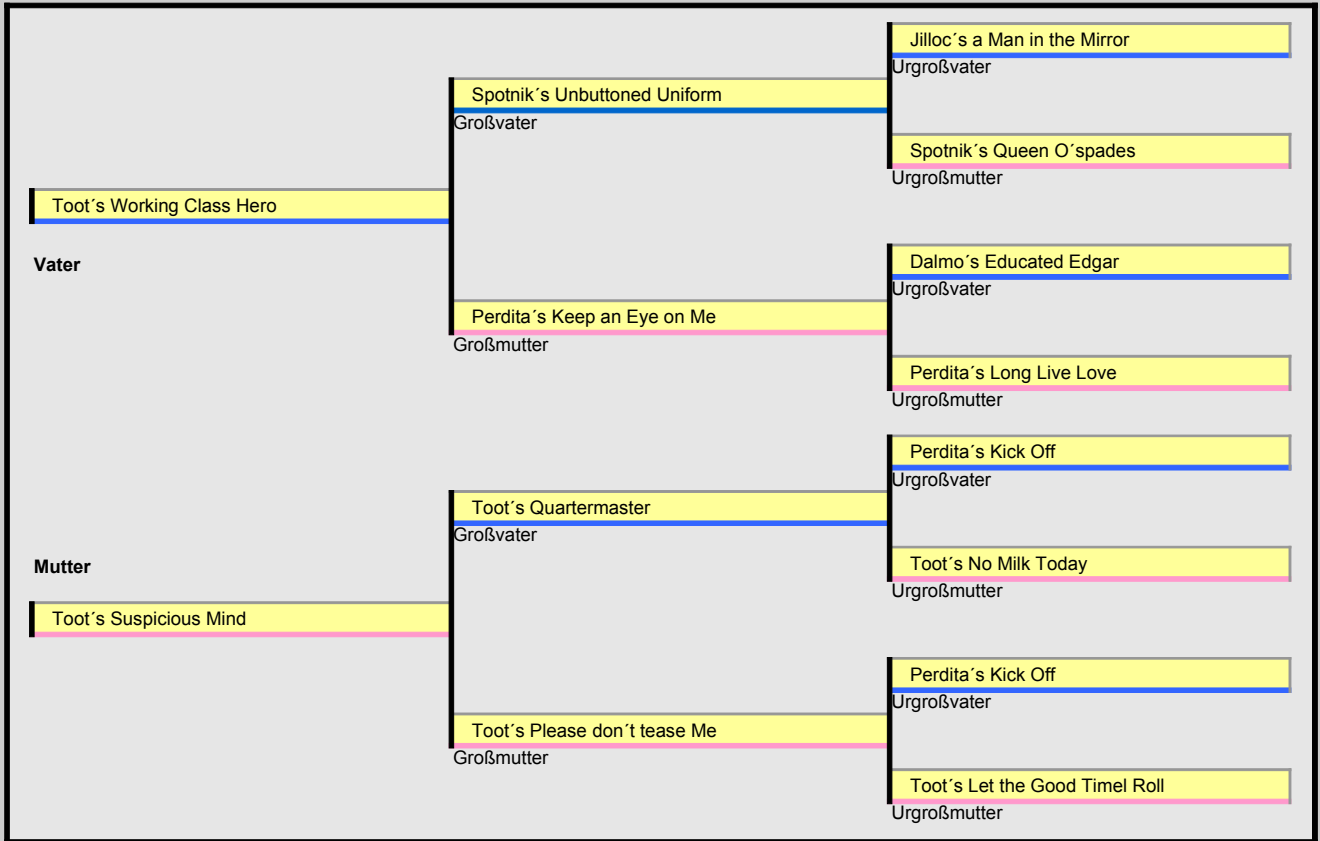 Jilloc´s a Man in the Mirror
Urgroßvater
Spotnik´s Unbuttoned Uniform
Großvater
Spotnik´s Queen O´spades
Urgroßmutter
Toot´s Working Class Hero
Vater
Dalmo´s Educated Edgar
Urgroßvater
Perdita´s Keep an Eye on Me
Großmutter
Perdita´s Long Live Love
Urgroßmutter
Perdita´s Kick Off
Urgroßvater
Toot´s Quartermaster
Großvater
Toot´s No Milk Today
Urgroßmutter
Mutter
Toot´s Suspicious Mind
Perdita´s Kick Off
Urgroßvater
Toot´s Please don´t tease Me
Großmutter
Toot´s Let the Good Timel Roll
Urgroßmutter